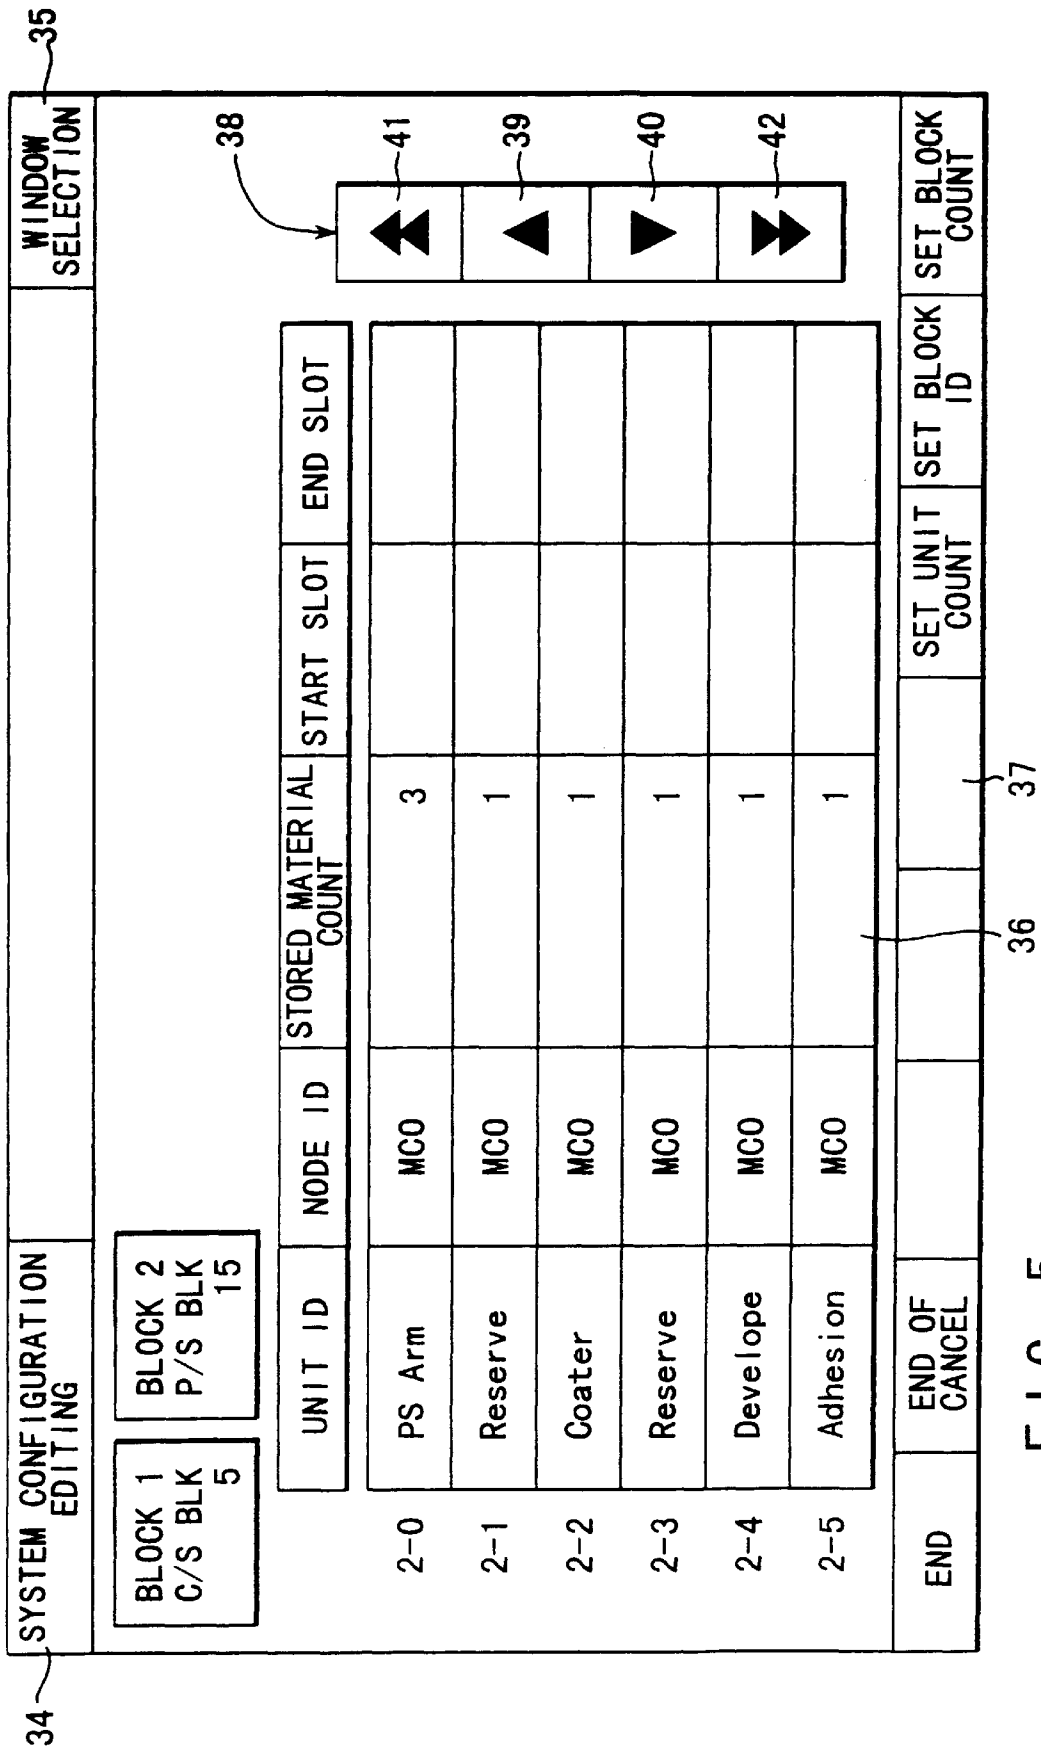 35
34
SYSTEM CONFIGURATION
EDITING
WINDOW
SELECTION
BLOCK 1
C/S BLK
5
BLOCK 2
P/S BLK
15
38
UNIT ID
NODE ID
STORED MATERIAL
COUNT
START SLOT
END SLOT
2-0 PS Arm MCO 3
2-1 Reserve MCO 1
2-2 Coater MCO 1
2-3 Reserve MCO 1
2-4 Develope MCO 1
2-5 Adhesion MCO 1
41
39
40
42
END
END OF
CANCEL
SET UNIT
COUNT
SET BLOCK
ID
SET BLOCK
COUNT
36
37